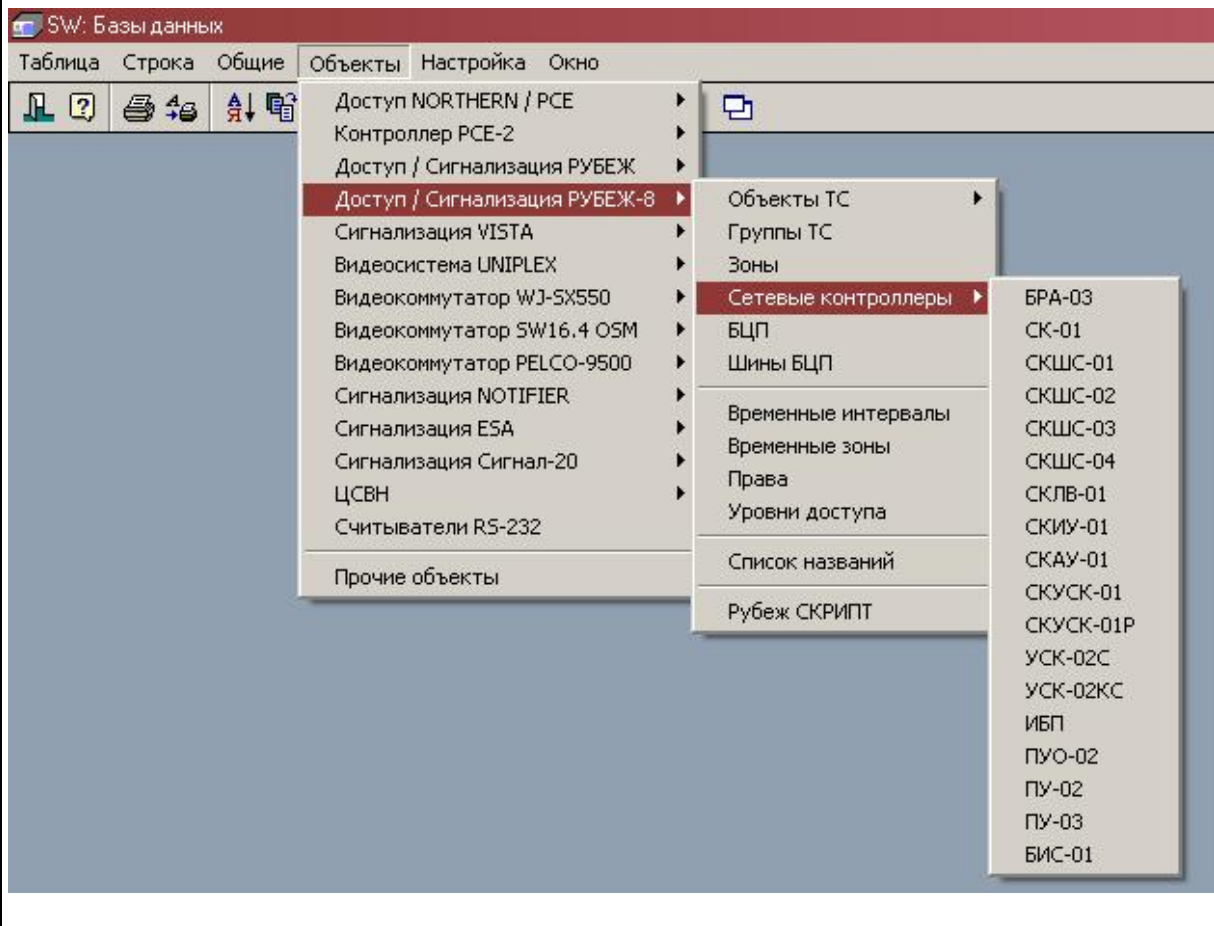 SW: Базы данных
Таблица Строка Общие Объекты Настройка Окно
Доступ NORTHERN / PCE
Контроллер PCE-2
Доступ / Сигнализация РУБЕЖ
Доступ / Сигнализация РУБЕЖ-8
Сигнализация VISTA
Видеосистема UNIPLEX
Видеокоммутатор WJ-SX550
Видеокоммутатор SW16.4 OSM
Видеокоммутатор PELCO-9500
Сигнализация NOTIFIER
Сигнализация ESA
Сигнализация Сигнал-20
ЦСВН
Считыватели RS-232
Прочие объекты
Объекты ТС
Группы ТС
Зоны
Сетевые контроллеры
БЦП
Шины БЦП
Временные интервалы
Временные зоны
Права
Уровни доступа
Список названий
Рубеж СКРИПТ
БРА-03
СК-01
СКШС-01
СКШС-02
СКШС-03
СКШС-04
СКЛВ-01
СКИУ-01
СКАУ-01
СКУСК-01
СКУСК-01Р
УСК-02С
УСК-02КС
ИБП
ПУО-02
ПУ-02
ПУ-03
БИС-01